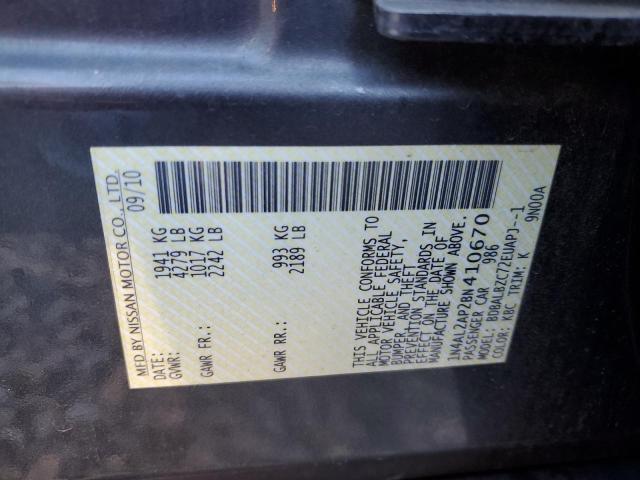 MFD BY NISSAN MOTOR CO., LTD.
DATE: 09/10
GVWR: 1941 KG
4279 LB
GAWR FR.: 1017 KG
2242 LB
GAWR RR.: 993 KG
2189 LB
THIS VEHICLE CONFORMS TO
ALL APPLICABLE FEDERAL
MOTOR VEHICLE SAFETY,
BUMPER, AND THEFT
PREVENTION STANDARDS IN
EFFECT ON THE DATE OF
MANUFACTURE SHOWN ABOVE.
1N4AL2AP2BN410670
PASSENGER CAR 986
MODEL: BDBALBZC72EUAPJ--1
COLOR: KBC TRIM: K 9N00A